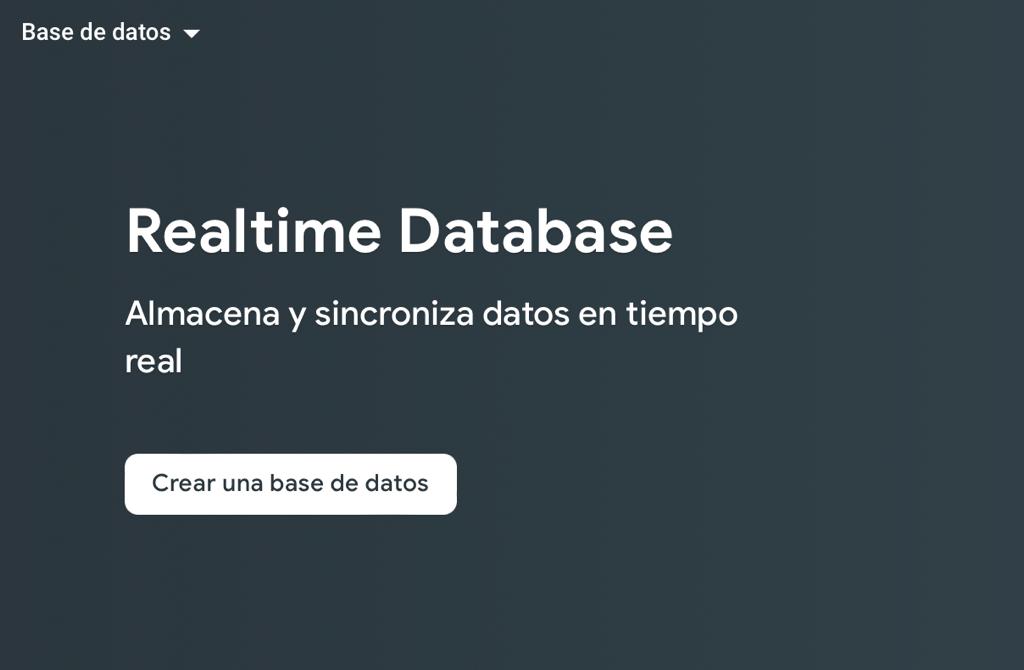 Base de datos
Realtime Database
Almacena y sincroniza datos en tiempo
real
Crear una base de datos